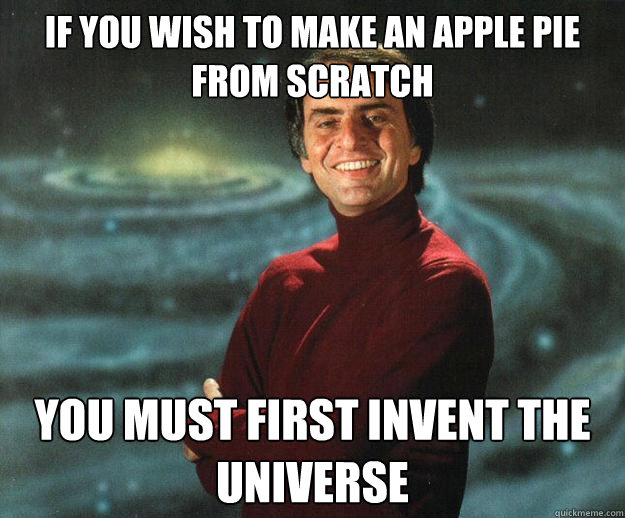 IF YOU WISH TO MAKE AN APPLE PIE
FROM SCRATCH
YOU MUST FIRST INVENT THE
UNIVERSE
quickmeme.com